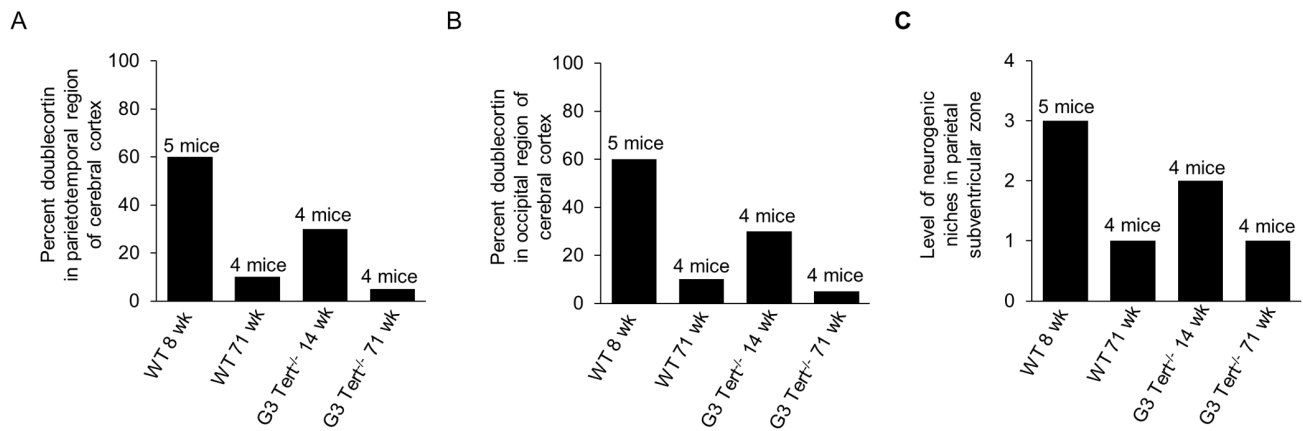 A
Percent doublecortin
in parietotemporal region
of cerebral cortex
100
80
60
40
20
0
5 mice
4 mice
4 mice
4 mice
WT 8 wk
WT 71 wk
G3 Tert-/- 14 wk
G3 Tert-/- 71 wk
B
Percent doublecortin
in occipital region of
cerebral cortex
100
80
60
40
20
0
5 mice
4 mice
4 mice
4 mice
WT 8 wk
WT 71 wk
G3 Tert-/- 14 wk
G3 Tert-/- 71 wk
C
Level of neurogenic
niches in parietal
subventricular zone
4
3
2
1
0
5 mice
4 mice
4 mice
4 mice
WT 8 wk
WT 71 wk
G3 Tert-/- 14 wk
G3 Tert-/- 71 wk